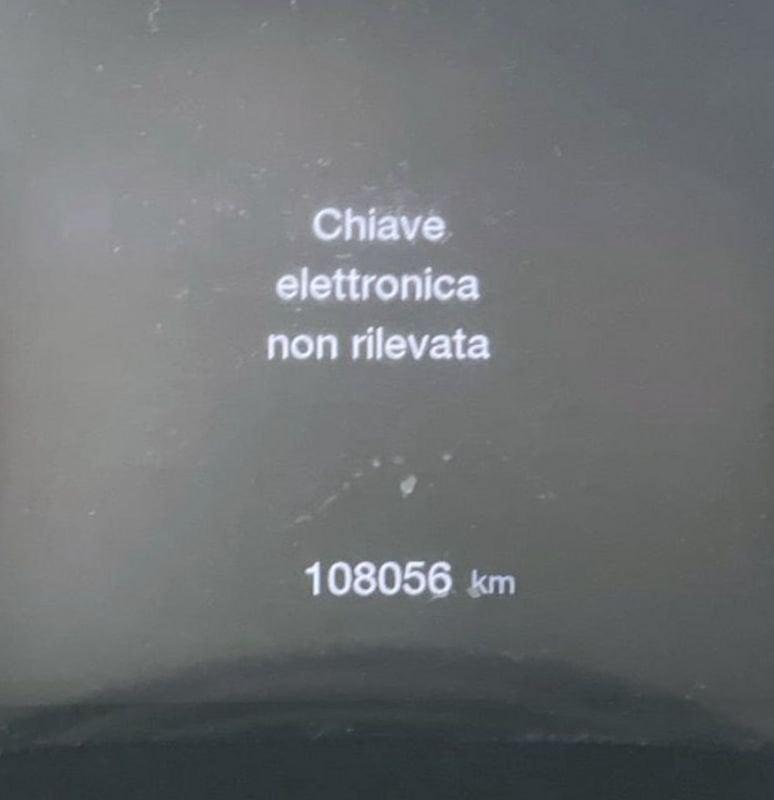 Chiave
elettronica
non rilevata
108056 km